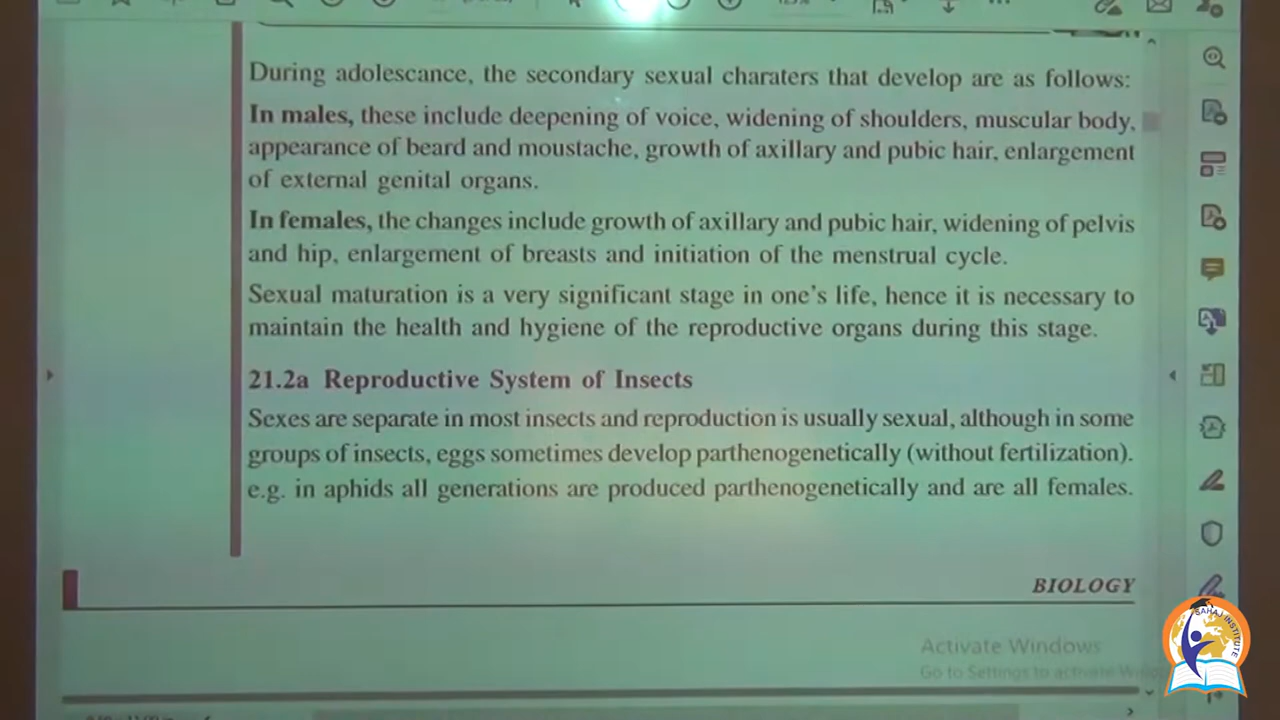 During adolescance, the secondary sexual charaters that develop are as follows:
In males, these include deepening of voice, widening of shoulders, muscular body,
appearance of beard and moustache, growth of axillary and pubic hair, enlargement
of external genital organs.
In females, the changes include growth of axillary and pubic hair, widening of pelvis
and hip, enlargement of breasts and initiation of the menstrual cycle.
Sexual maturation is a very significant stage in one's life, hence it is necessary to
maintain the health and hygiene of the reproductive organs during this stage.
21.2a Reproductive System of Insects
Sexes are separate in most insects and reproduction is usually sexual, although in some
groups of insects, eggs sometimes develop parthenogenetically (without fertilization).
e.g. in aphids all generations are produced parthenogenetically and are all females.
BIOLOGY
Activate Windows
Go to Settings to activate
SAHAJ INSTITUTE